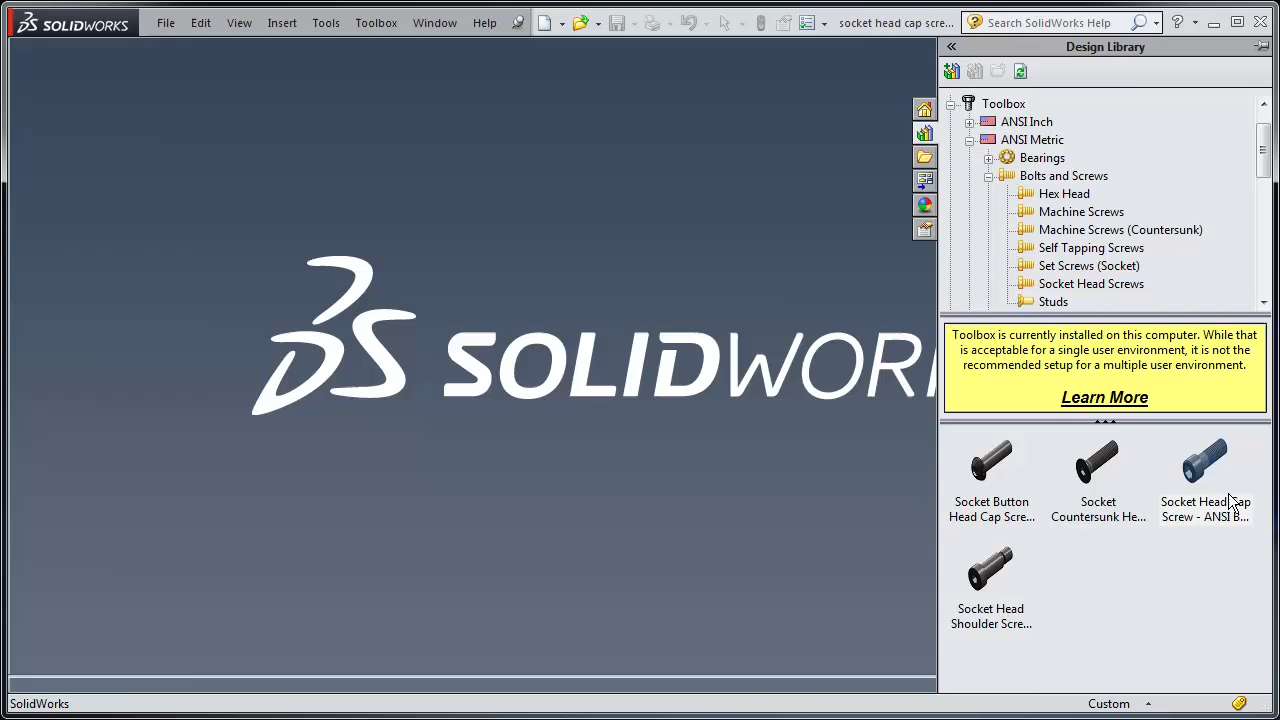 SOLIDWORKS
File Edit View Insert Tools Toolbox Window Help
socket head cap scre...
Search SolidWorks Help
Design Library
Toolbox
ANSI Inch
ANSI Metric
Bearings
Bolts and Screws
Hex Head
Machine Screws
Machine Screws (Countersunk)
Self Tapping Screws
Set Screws (Socket)
Socket Head Screws
Studs
SOLIDWOR
Toolbox is currently installed on this computer. While that
is acceptable for a single user environment, it is not the
recommended setup for a multiple user environment.
Learn More
Socket Button
Head Cap Scre...
Socket
Countersunk He...
Socket Head Cap
Screw - ANSI B...
Socket Head
Shoulder Scre...
SolidWorks
Custom